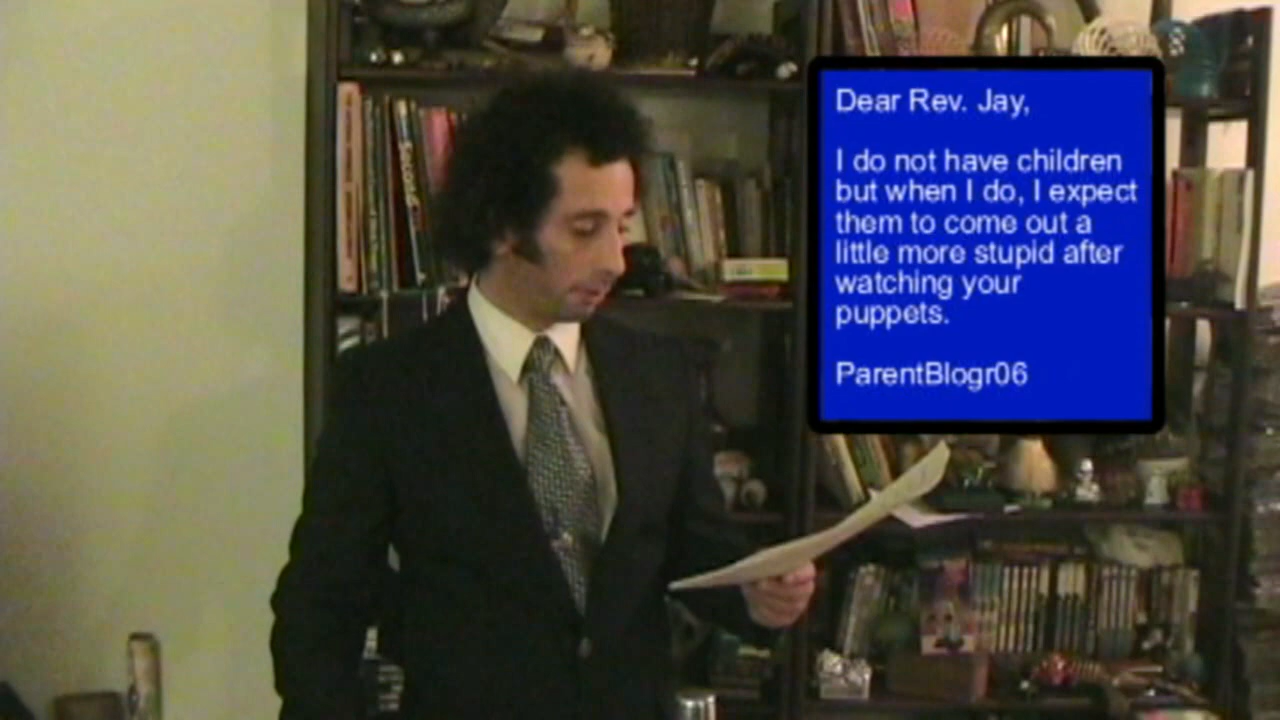 Dear Rev. Jay,
I do not have children
but when I do, I expect
them to come out a
little more stupid after
watching your
puppets.
ParentBlogr06